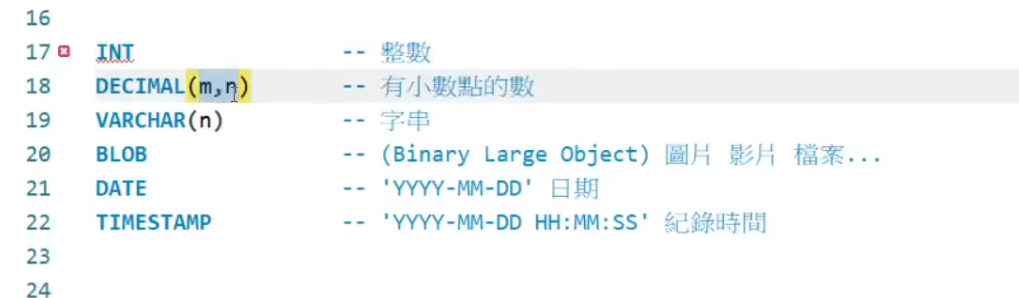 16
17 INT -- 整數
18 DECIMAL(m,n) -- 有小數點的數
19 VARCHAR(n) -- 字串
20 BLOB -- (Binary Large Object) 圖片 影片 檔案...
21 DATE -- 'YYYY-MM-DD' 日期
22 TIMESTAMP -- 'YYYY-MM-DD HH:MM:SS' 紀錄時間
23
24